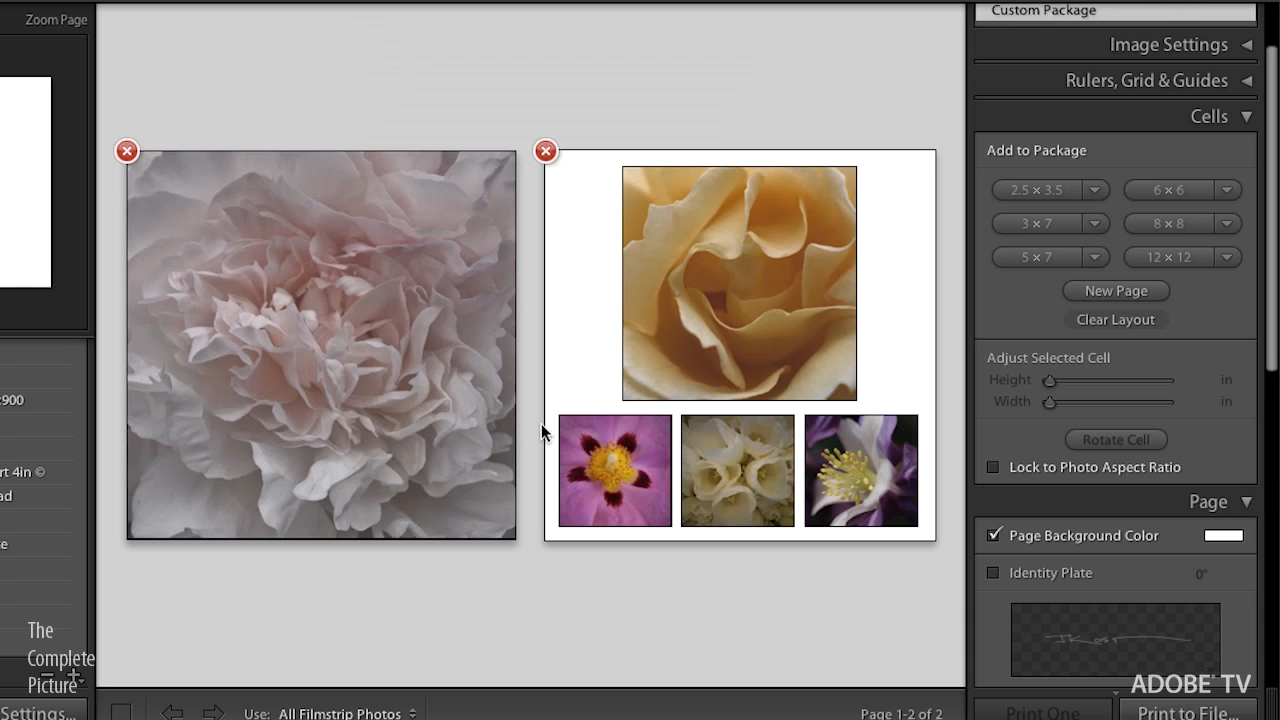 Zoom Page
:900
rt 4in ©
ad
te
The
Complete
Picture
Settings...
Use: All Filmstrip Photos
Page 1-2 of 2
Custom Package
Image Settings
Rulers, Grid & Guides
Cells
Add to Package
2.5 × 3.5
6 × 6
3 × 7
8 × 8
5 × 7
12 × 12
New Page
Clear Layout
Adjust Selected Cell
Height in
Width in
Rotate Cell
Lock to Photo Aspect Ratio
Page
Page Background Color
Identity Plate 0°
ADOBE TV
Print One
Print to File...